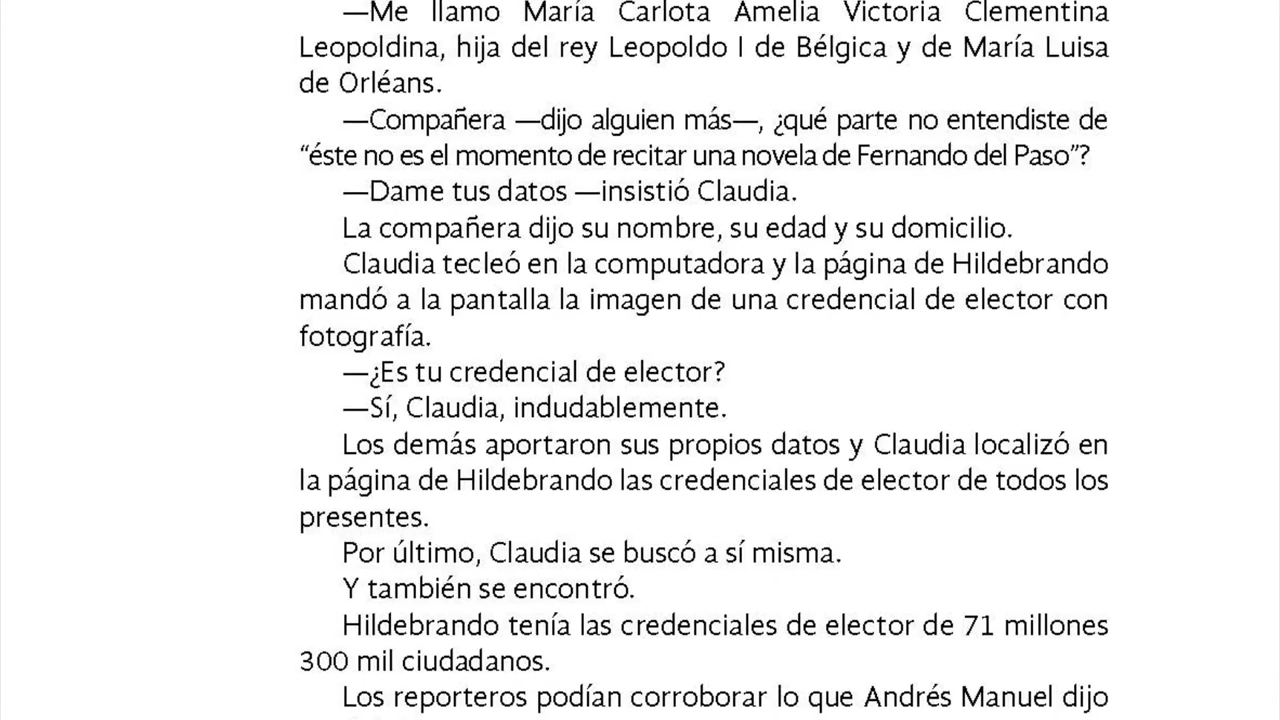 —Me llamo María Carlota Amelia Victoria Clementina
Leopoldina, hija del rey Leopoldo I de Bélgica y de María Luisa
de Orléans.
—Compañera —dijo alguien más—, ¿qué parte no entendiste de
“éste no es el momento de recitar una novela de Fernando del Paso”?
—Dame tus datos —insistió Claudia.
La compañera dijo su nombre, su edad y su domicilio.
Claudia tecleó en la computadora y la página de Hildebrando
mandó a la pantalla la imagen de una credencial de elector con
fotografía.
—¿Es tu credencial de elector?
—Sí, Claudia, indudablemente.
Los demás aportaron sus propios datos y Claudia localizó en
la página de Hildebrando las credenciales de elector de todos los
presentes.
Por último, Claudia se buscó a sí misma.
Y también se encontró.
Hildebrando tenía las credenciales de elector de 71 millones
300 mil ciudadanos.
Los reporteros podían corroborar lo que Andrés Manuel dijo